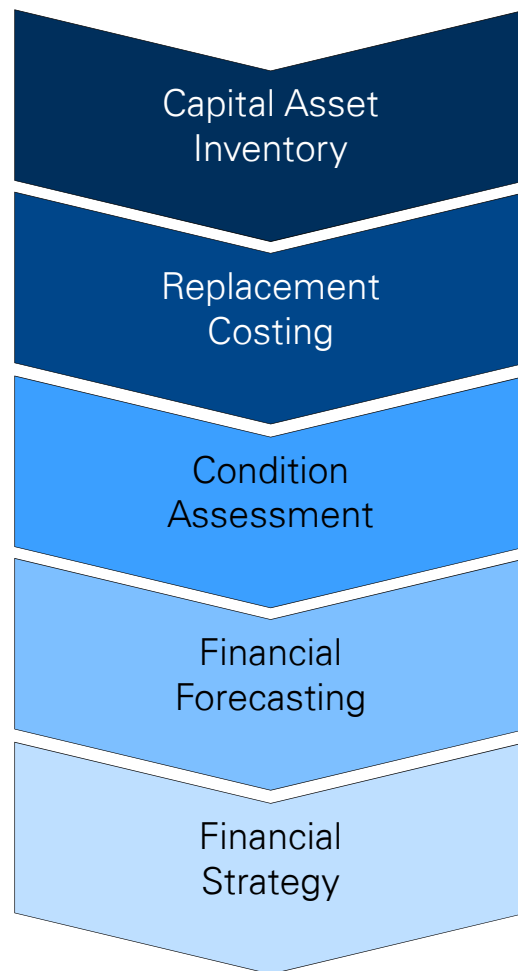 Capital Asset
Inventory
Replacement
Costing
Condition
Assessment
Financial
Forecasting
Financial
Strategy